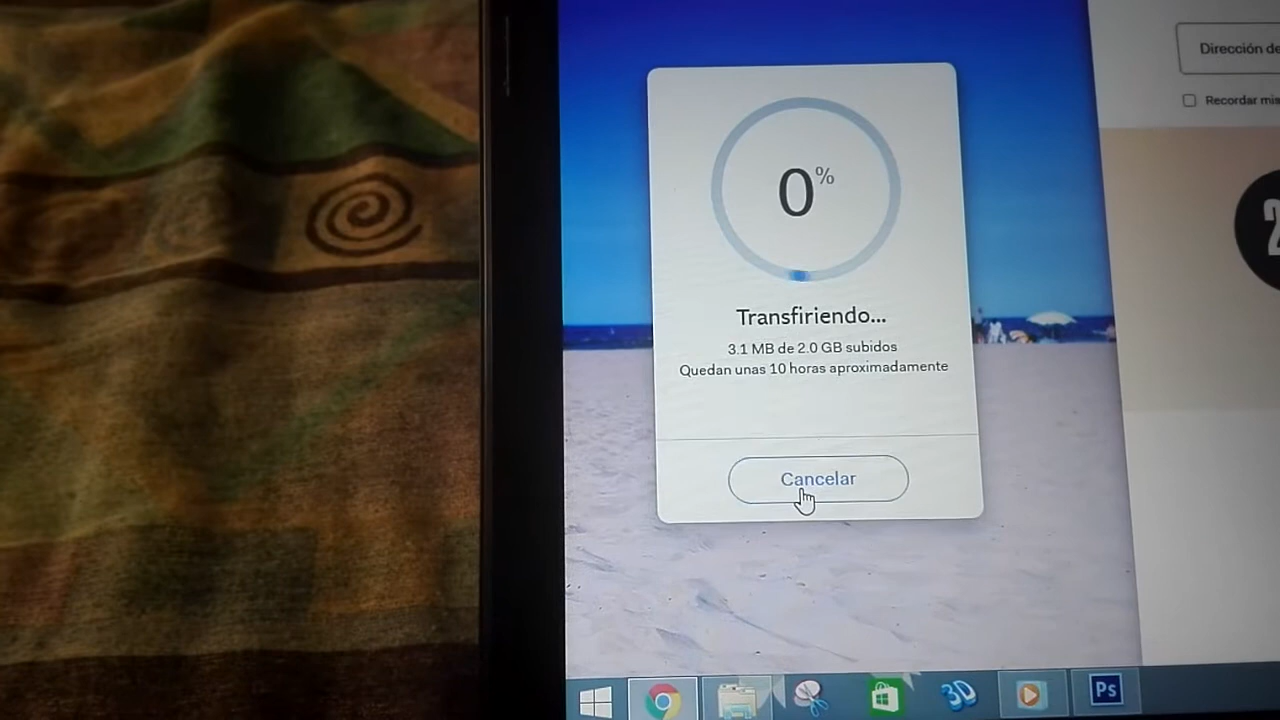 Dirección de
Recordar mis
0%
Transfiriendo...
3.1 MB de 2.0 GB subidos
Quedan unas 10 horas aproximadamente
Cancelar
3D
Ps